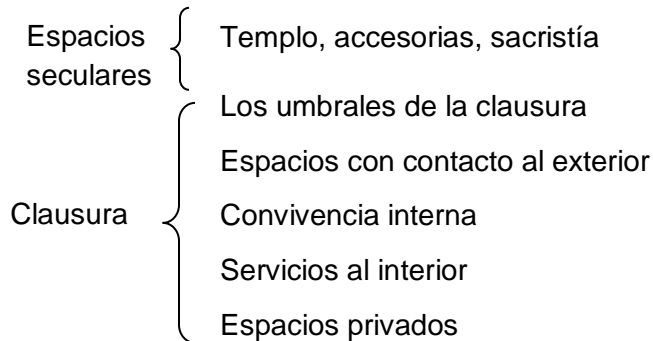 Espacios
seculares
Templo, accesorias, sacristía
Clausura
Los umbrales de la clausura
Espacios con contacto al exterior
Convivencia interna
Servicios al interior
Espacios privados